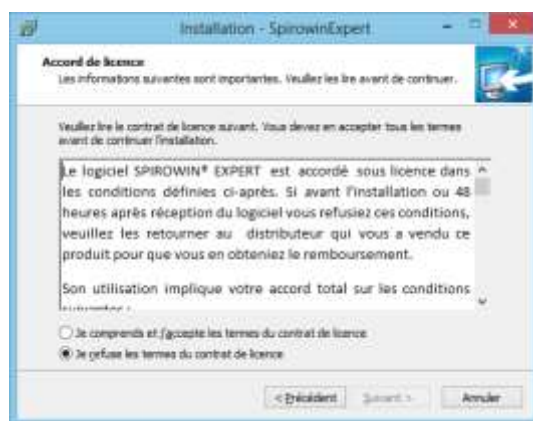 Installation - SpirowinExpert
Accord de licence
Les informations suivantes sont importantes. Veuillez les lire avant de continuer.
Veuillez lire le contrat de licence suivant. Vous devez en accepter tous les termes
avant de continuer l'installation.
Le logiciel SPIROWIN® EXPERT est accordé sous licence dans
les conditions définies ci-après. Si avant l'installation ou 48
heures après réception du logiciel vous refusiez ces conditions,
veuillez les retourner au distributeur qui vous a vendu ce
produit pour que vous en obteniez le remboursement.
Son utilisation implique votre accord total sur les conditions
suivantes :
Je comprends et j'accepte les termes du contrat de licence
Je refuse les termes du contrat de licence
< Précédent Suivant > Annuler